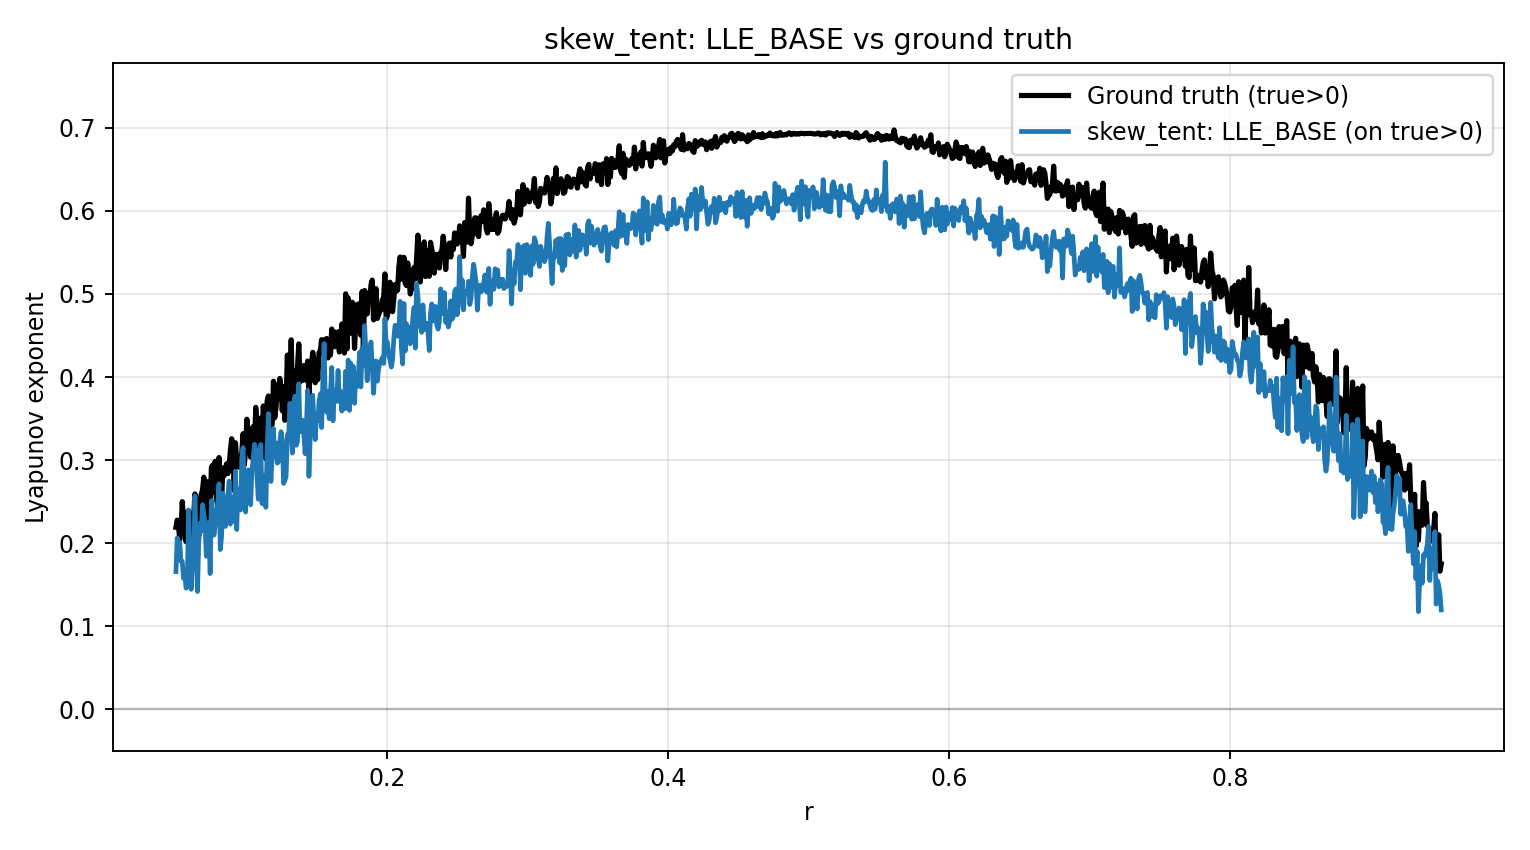 skew_tent: LLE_BASE vs ground truth
Ground truth (true>0)
skew_tent: LLE_BASE (on true>0)
Lyapunov exponent
0.7
0.6
0.5
0.4
0.3
0.2
0.1
0.0
0.2 0.4 0.6 0.8
r